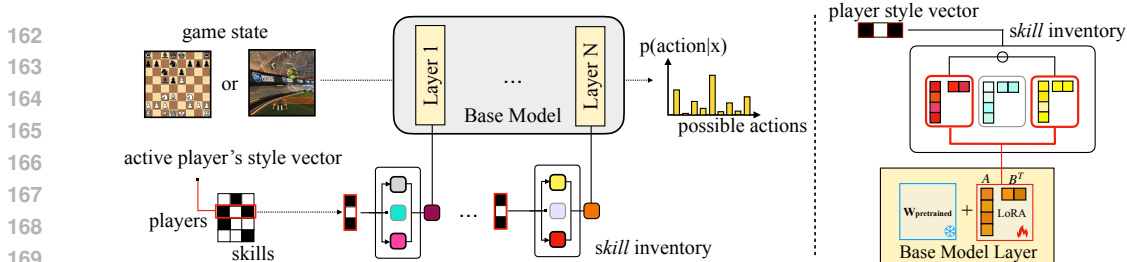 162
163
164
165
166
167
168
169
game state
or
Layer 1
...
Layer N
Base Model
p(action|x)
possible actions
active player's style vector
players
skills
...
skill inventory
player style vector
skill inventory
A
B^T
W_pretrained
+
LoRA
Base Model Layer